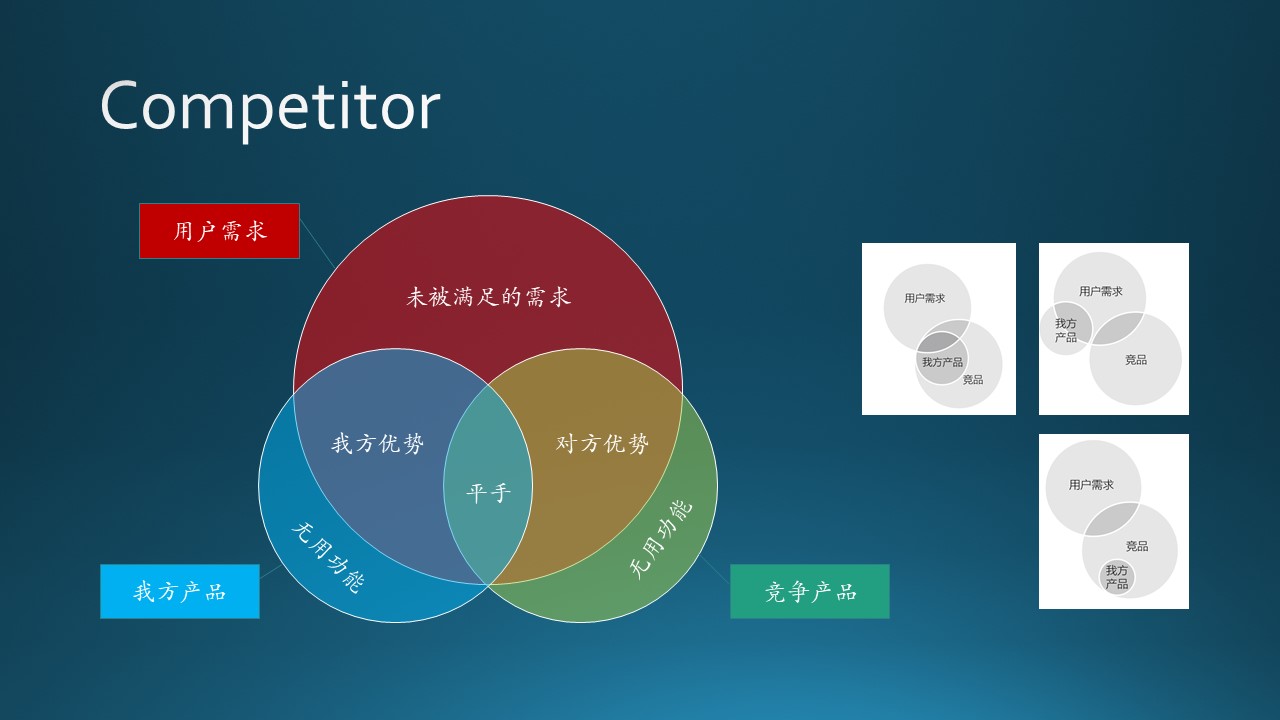 Competitor
用户需求
未被满足的需求
我方优势
对方优势
平手
无用功能
无用功能
我方产品
竞争产品
用户需求
我方产品
竞品
用户需求
我方
产品
竞品
用户需求
竞品
我方
产品